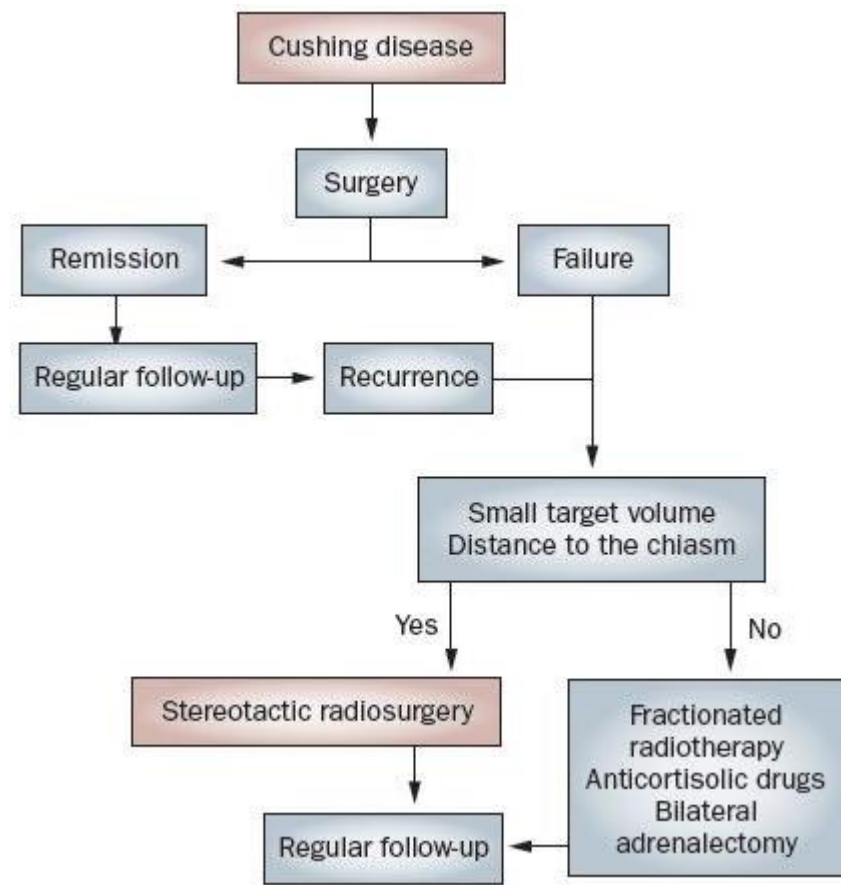 Cushing disease
Surgery
Remission
Failure
Regular follow-up
Recurrence
Small target volume
Distance to the chiasm
Yes
No
Stereotactic radiosurgery
Fractionated
radiotherapy
Anticortisolic drugs
Bilateral
adrenalectomy
Regular follow-up